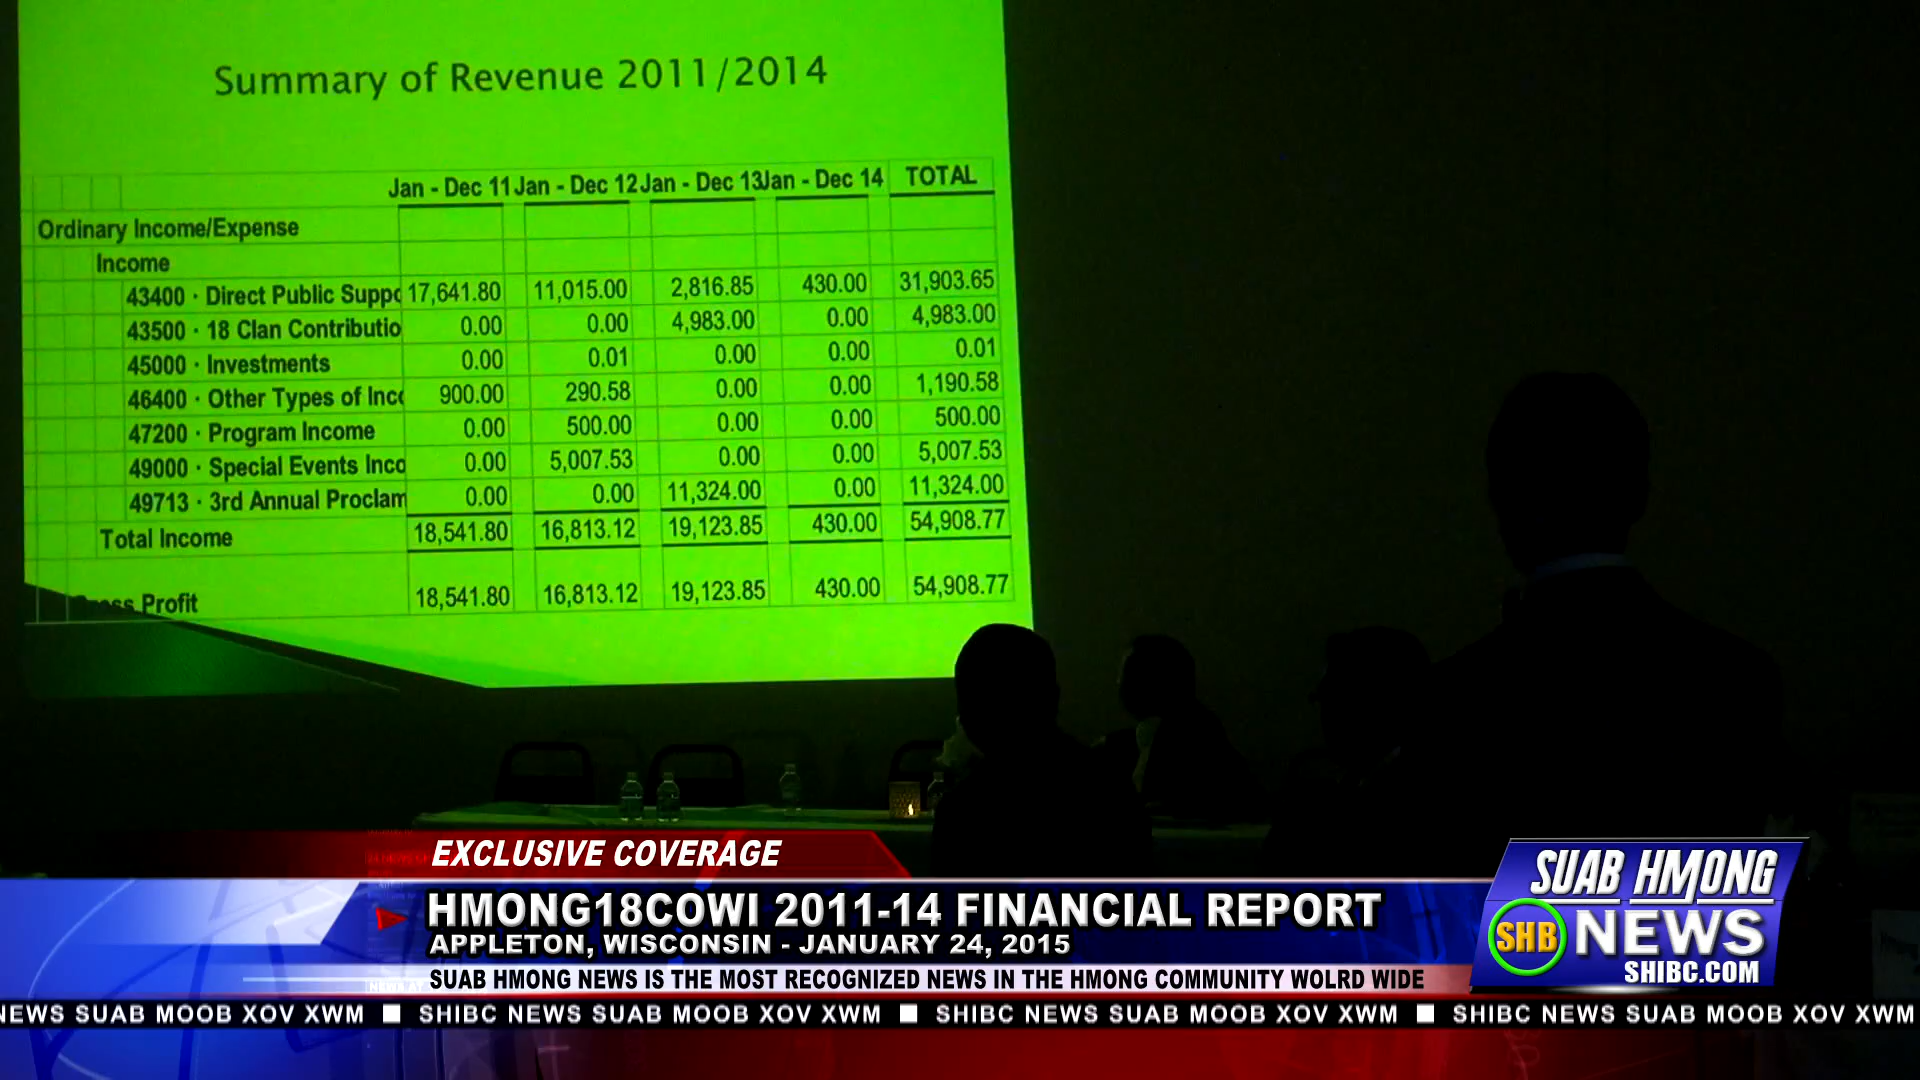 Summary of Revenue 2011/2014
Jan - Dec 11 Jan - Dec 12 Jan - Dec 13 Jan - Dec 14 TOTAL
Ordinary Income/Expense
Income
43400 · Direct Public Suppo 17,641.80 11,015.00 2,816.85 430.00 31,903.65
43500 · 18 Clan Contributio 0.00 0.00 4,983.00 0.00 4,983.00
45000 · Investments 0.00 0.01 0.00 0.00 0.01
46400 · Other Types of Inco 900.00 290.58 0.00 0.00 1,190.58
47200 · Program Income 0.00 500.00 0.00 0.00 500.00
49000 · Special Events Inco 0.00 5,007.53 0.00 0.00 5,007.53
49713 · 3rd Annual Proclam 0.00 0.00 11,324.00 0.00 11,324.00
Total Income 18,541.80 16,813.12 19,123.85 430.00 54,908.77
Profit 18,541.80 16,813.12 19,123.85 430.00 54,908.77
EXCLUSIVE COVERAGE
HMONG18COWI 2011-14 FINANCIAL REPORT
APPLETON, WISCONSIN - JANUARY 24, 2015
SUAB HMONG NEWS IS THE MOST RECOGNIZED NEWS IN THE HMONG COMMUNITY WOLRD WIDE
SUAB HMONG
SHB NEWS
SHIBC.COM
NEWS SUAB MOOB XOV XWM ■ SHIBC NEWS SUAB MOOB XOV XWM ■ SHIBC NEWS SUAB MOOB XOV XWM ■ SHIBC NEWS SUAB MOOB XOV XWM